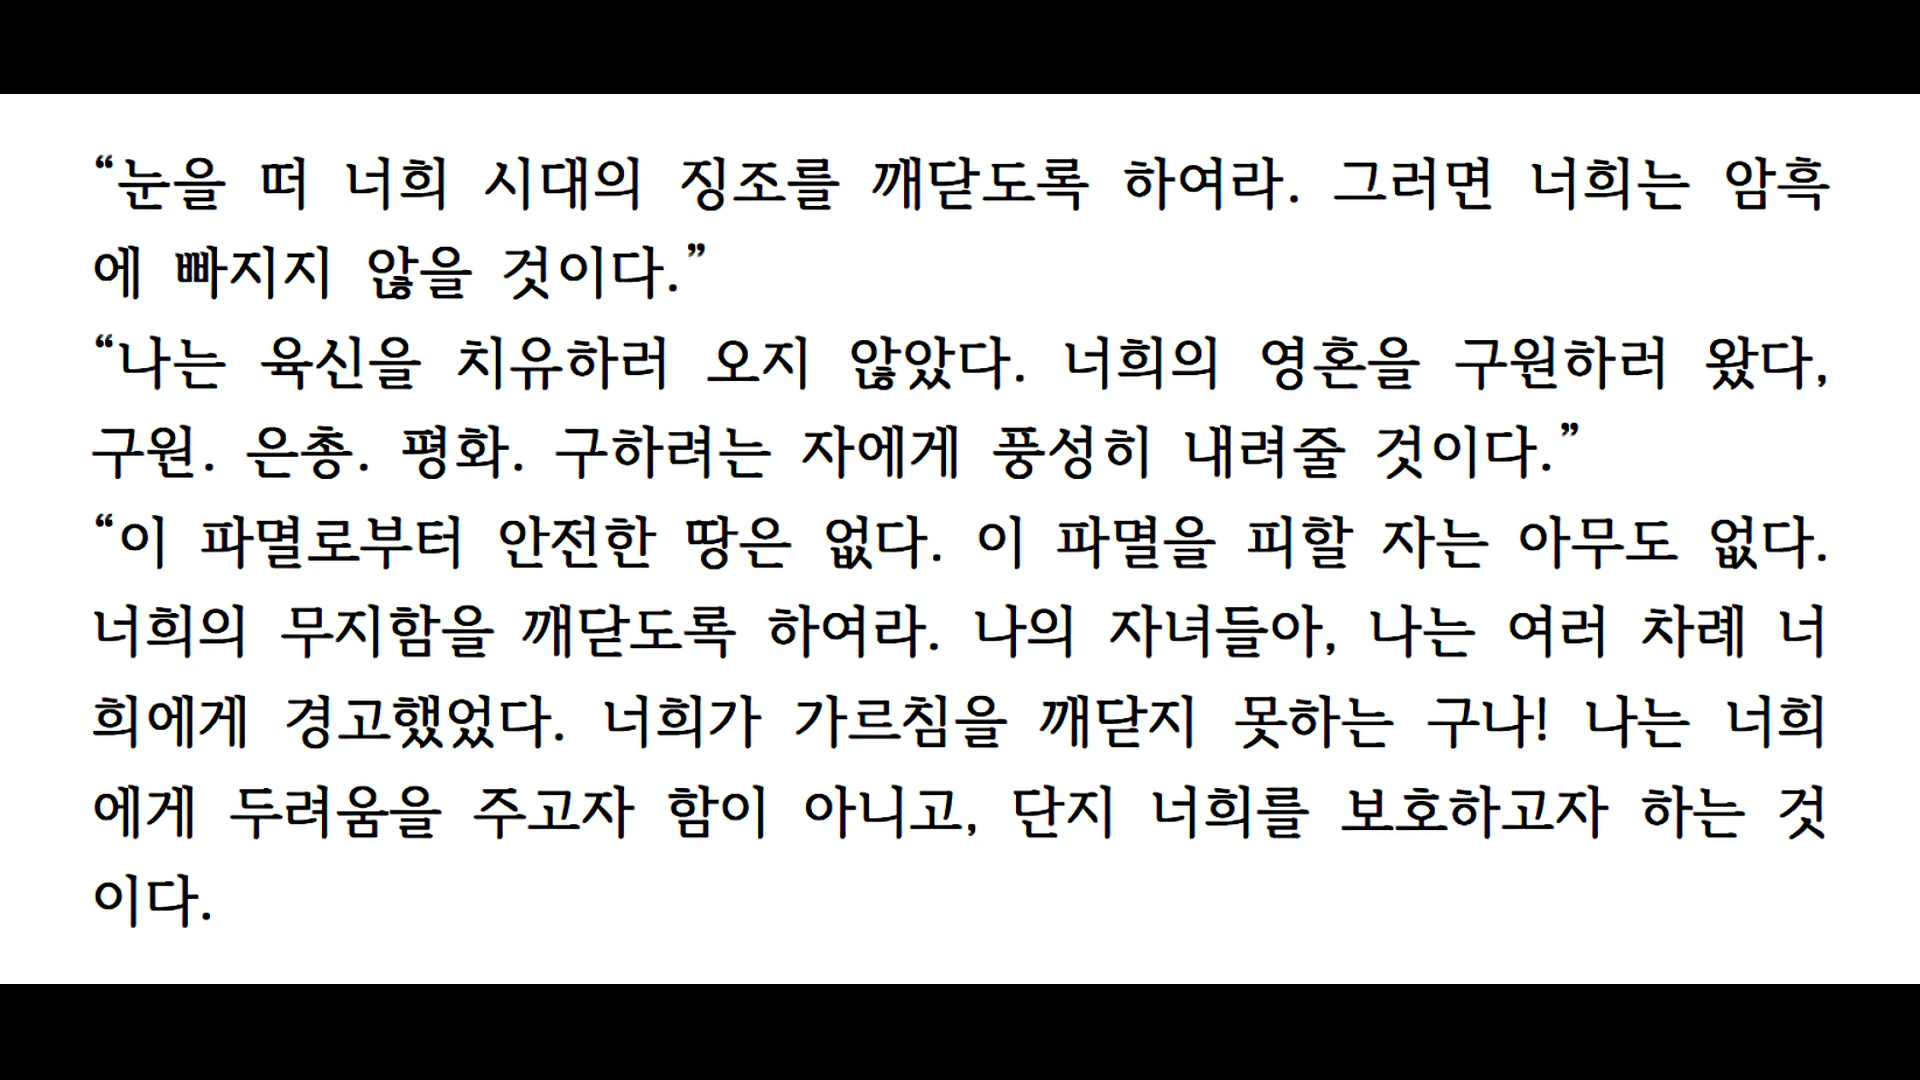 “눈을 떠 너희 시대의 징조를 깨닫도록 하여라. 그러면 너희는 암흑
에 빠지지 않을 것이다.”
“나는 육신을 치유하러 오지 않았다. 너희의 영혼을 구원하러 왔다,
구원. 은총. 평화. 구하려는 자에게 풍성히 내려줄 것이다.”
“이 파멸로부터 안전한 땅은 없다. 이 파멸을 피할 자는 아무도 없다.
너희의 무지함을 깨닫도록 하여라. 나의 자녀들아, 나는 여러 차례 너
희에게 경고했었다. 너희가 가르침을 깨닫지 못하는 구나! 나는 너희
에게 두려움을 주고자 함이 아니고, 단지 너희를 보호하고자 하는 것
이다.